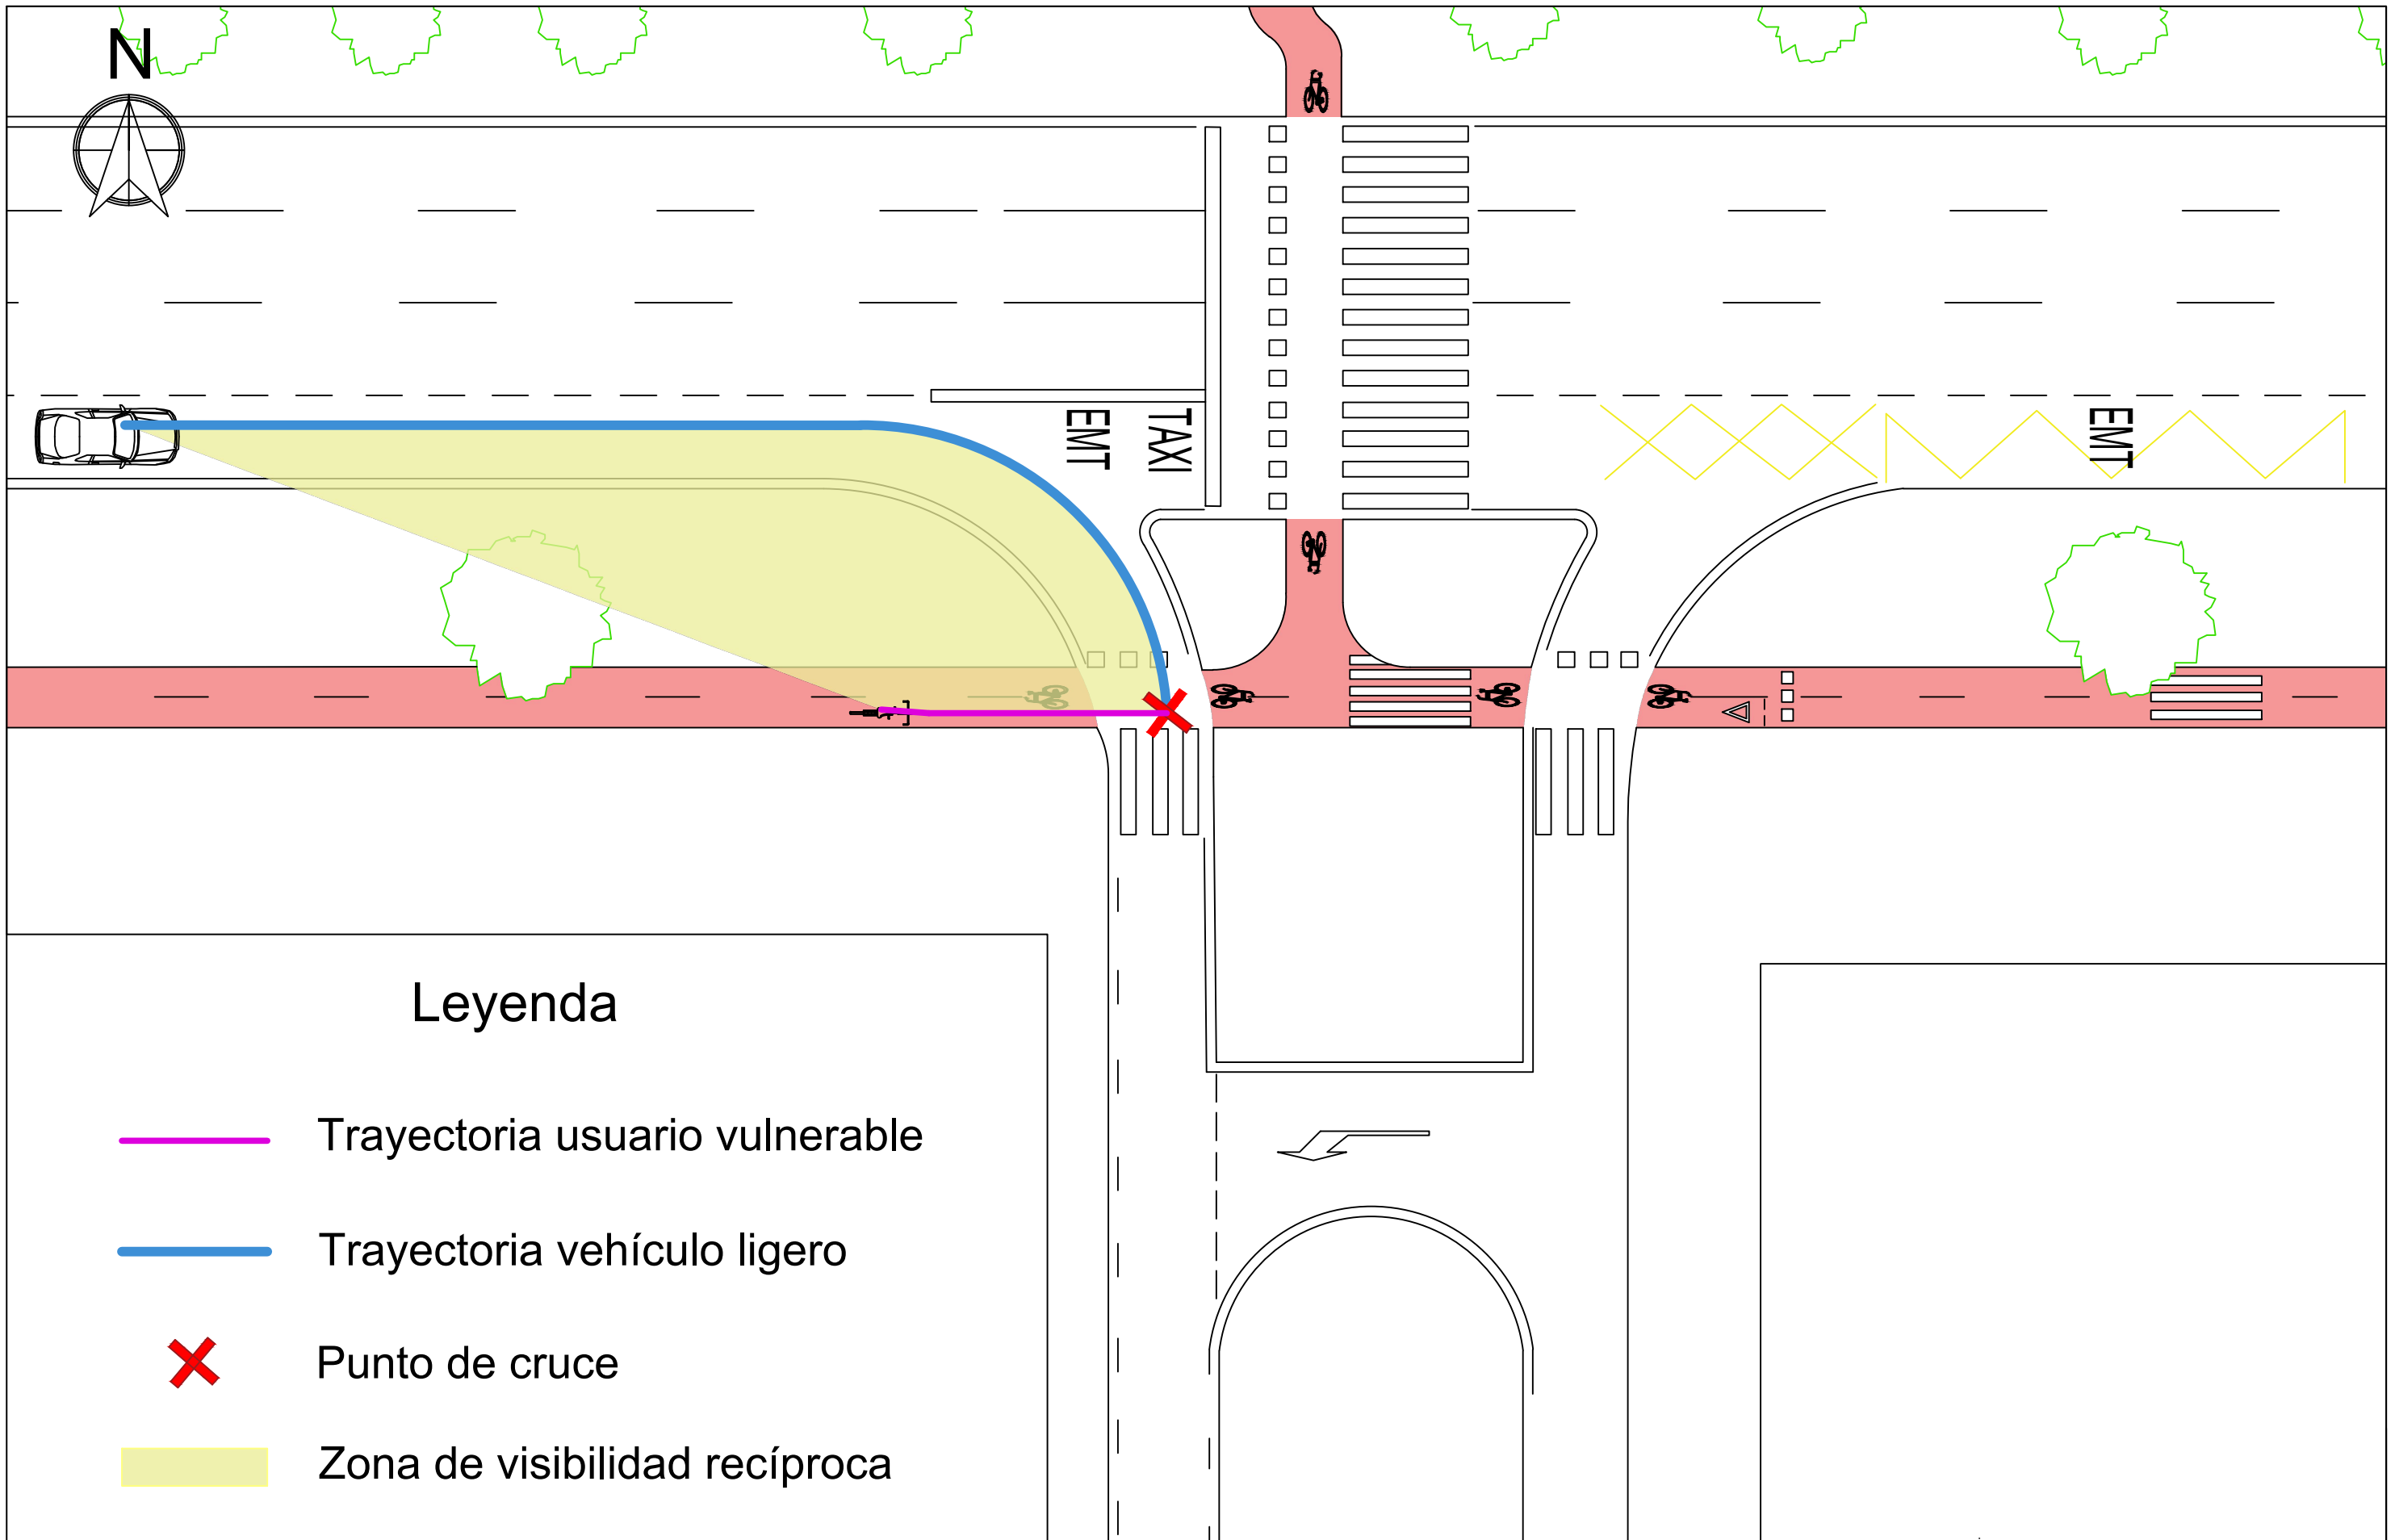 N
TAXI
EMT
EMT
Leyenda
Trayectoria usuario vulnerable
Trayectoria vehículo ligero
Punto de cruce
Zona de visibilidad recíproca